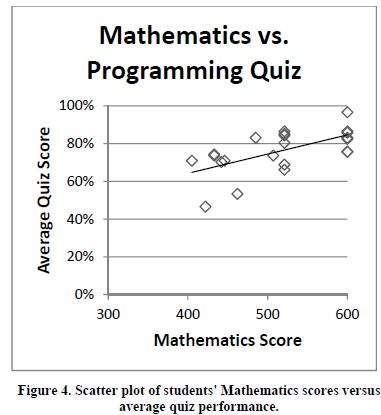 Mathematics vs.
Programming Quiz
100%
80%
60%
40%
20%
0%
Average Quiz Score
300
400
500
600
Mathematics Score
Figure 4. Scatter plot of students' Mathematics scores versus
average quiz performance.